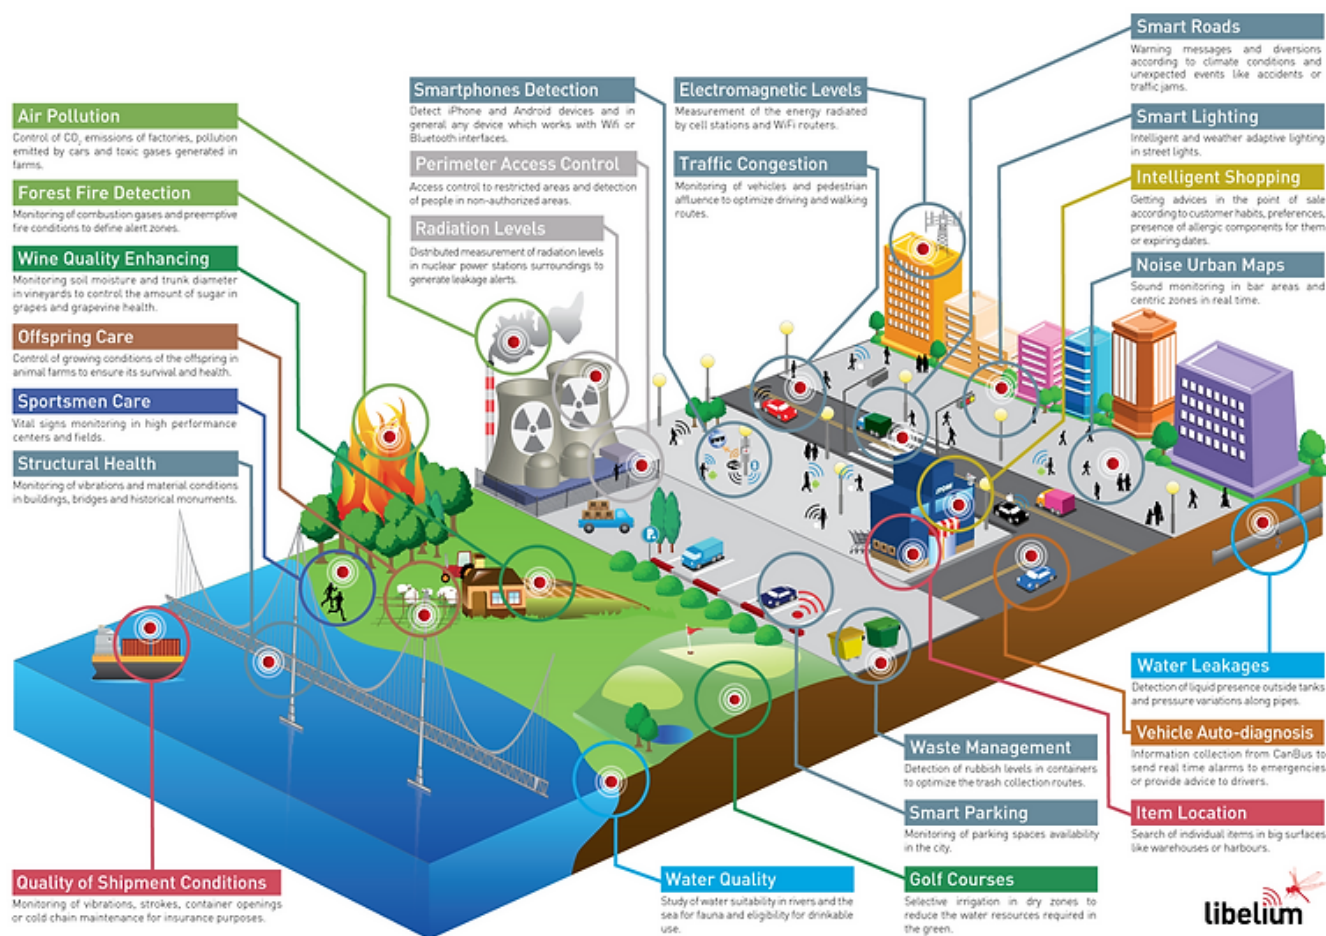 Air Pollution
Control of CO2 emissions of factories, pollution
emitted by cars and toxic gases generated in
farms.
Forest Fire Detection
Monitoring of combustion gases and preemptive
fire conditions to define alert zones.
Wine Quality Enhancing
Monitoring soil moisture and trunk diameter
in vineyards to control the amount of sugar in
grapes and grapevine health.
Offspring Care
Control of growing conditions of the offspring in
animal farms to ensure its survival and health.
Sportsmen Care
Vital signs monitoring in high performance
centers and fields.
Structural Health
Monitoring of vibrations and material conditions
in buildings, bridges and historical monuments.
Quality of Shipment Conditions
Monitoring of vibrations, strokes, container openings
or cold chain maintenance for insurance purposes.
Smartphones Detection
Detect iPhone and Android devices and in
general any device which works with Wifi or
Bluetooth interfaces.
Perimeter Access Control
Access control to restricted areas and detection
of people in non-authorized areas.
Radiation Levels
Distributed measurement of radiation levels
in nuclear power stations surroundings to
generate leakage alerts.
Electromagnetic Levels
Measurement of the energy radiated
by cell stations and WiFi routers.
Traffic Congestion
Monitoring of vehicles and pedestrian
affluence to optimize driving and walking
routes.
Smart Roads
Warning messages and diversions
according to climate conditions and
unexpected events like accidents or
traffic jams.
Smart Lighting
Intelligent and weather adaptive lighting
in street lights.
Intelligent Shopping
Getting advices in the point of sale
according to customer habits, preferences,
presence of allergic components for them
or expiring dates.
Noise Urban Maps
Sound monitoring in bar areas and
centric zones in real time.
Water Leakages
Detection of liquid presence outside tanks
and pressure variations along pipes.
Vehicle Auto-diagnosis
Information collection from CanBus to
send real time alarms to emergencies
or provide advice to drivers.
Item Location
Search of individual items in big surfaces
like warehouses or harbours.
Waste Management
Detection of rubbish levels in containers
to optimize the trash collection routes.
Smart Parking
Monitoring of parking spaces availability
in the city.
Golf Courses
Selective irrigation in dry zones to
reduce the water resources required in
the green.
Water Quality
Study of water suitability in rivers and the
sea for fauna and eligibility for drinkable
use.
P
libelium